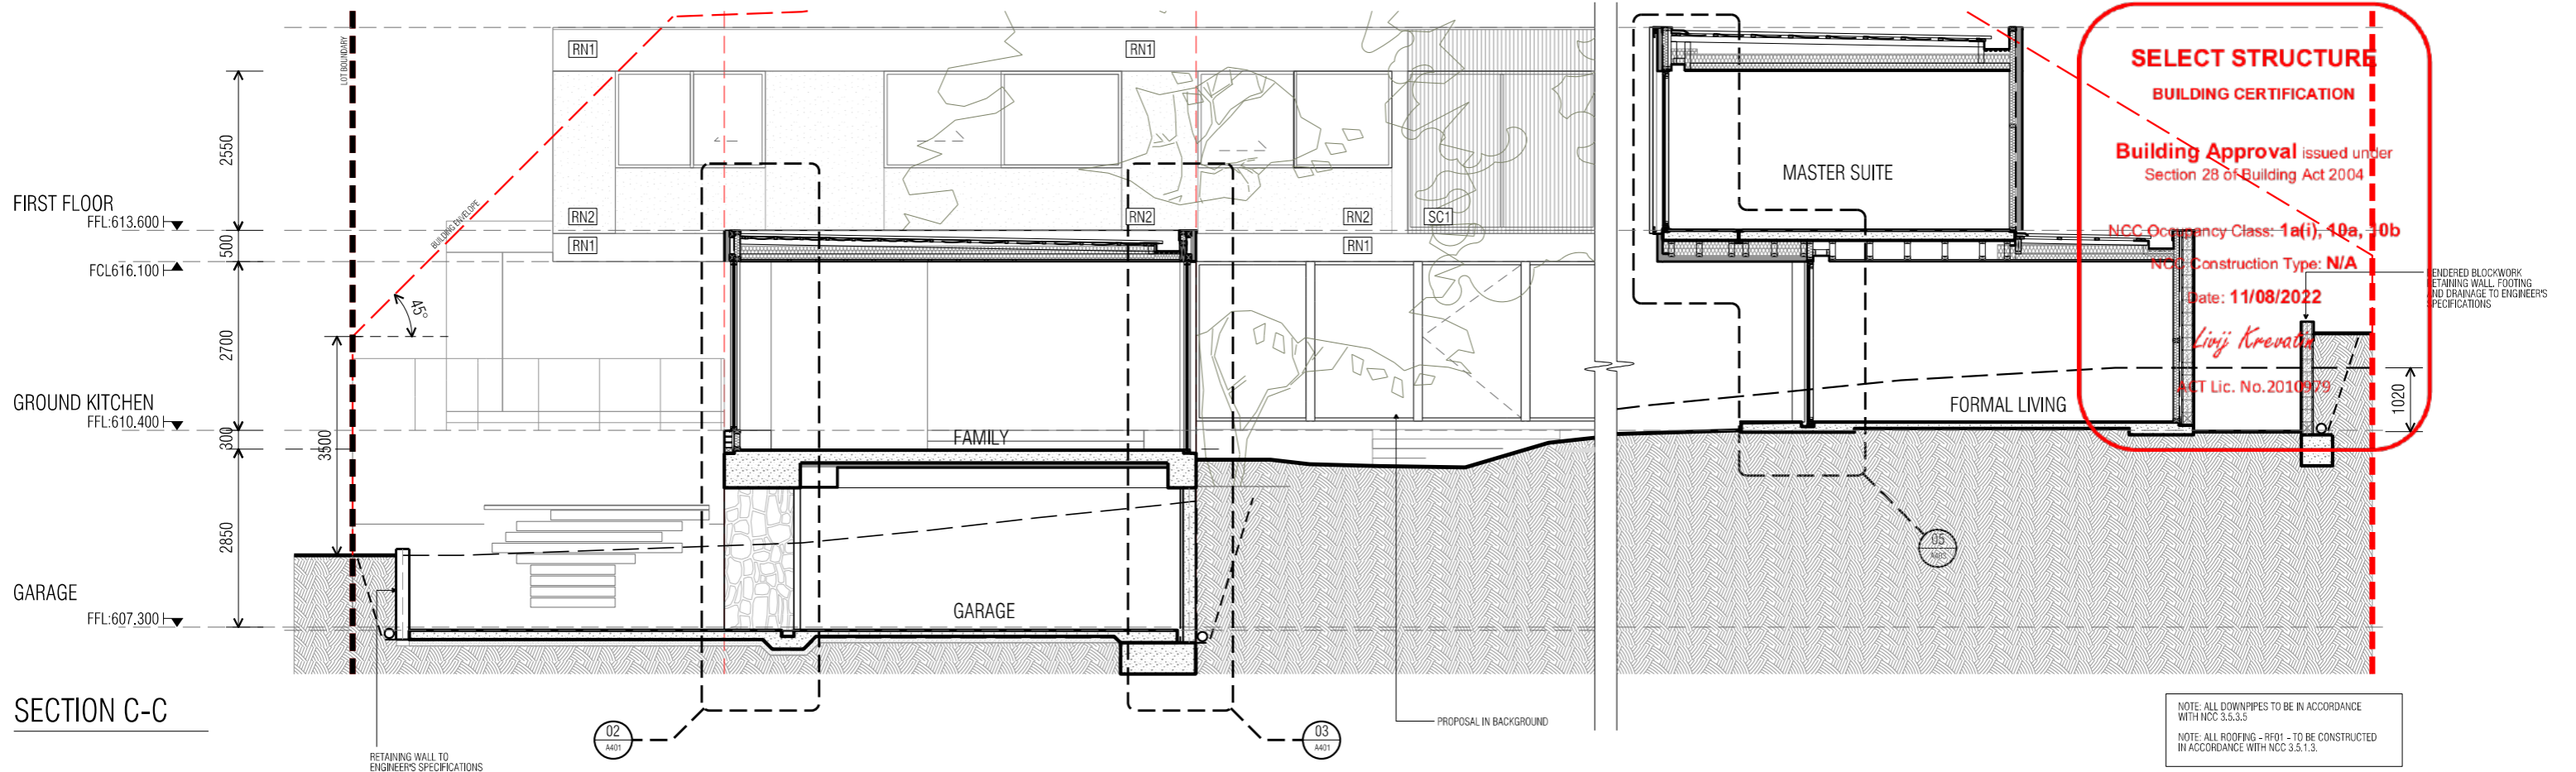 LOT BOUNDARY
RN1
RN1
2550
BUILDING ENVELOPE
MASTER SUITE
FIRST FLOOR
FFL:613.600
RN2
RN2
RN2
SC1
500
RN1
RN1
FCL616.100
45°
2700
GROUND KITCHEN
FFL:610.400
300
3500
FAMILY
FORMAL LIVING
1020
2850
GARAGE
FFL:607.300
GARAGE
SELECT STRUCTURE
BUILDING CERTIFICATION
Building Approval issued under
Section 28 of Building Act 2004
NCC Occupancy Class: 1a(i), 10a, 10b
NCC Construction Type: N/A
Date: 11/08/2022
Livij Krevatin
ACT Lic. No.2010979
RENDERED BLOCKWORK
RETAINING WALL. FOOTING
AND DRAINAGE TO ENGINEER'S
SPECIFICATIONS
05
A403
SECTION C-C
02
A401
03
A401
PROPOSAL IN BACKGROUND
RETAINING WALL TO
ENGINEER'S SPECIFICATIONS
NOTE: ALL DOWNPIPES TO BE IN ACCORDANCE
WITH NCC 3.5.3.5
NOTE: ALL ROOFING - RF01 - TO BE CONSTRUCTED
IN ACCORDANCE WITH NCC 3.5.1.3.